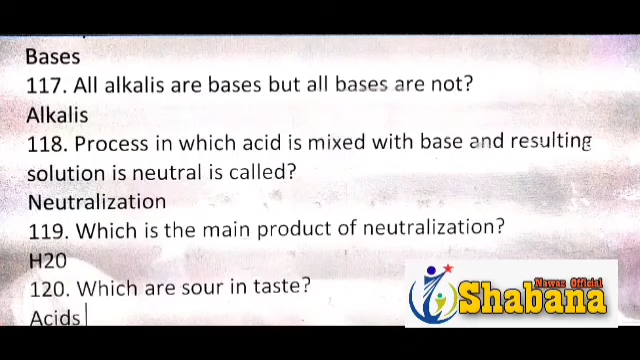 Bases
117. All alkalis are bases but all bases are not?
Alkalis
118. Process in which acid is mixed with base and resulting
solution is neutral is called?
Neutralization
119. Which is the main product of neutralization?
H20
120. Which are sour in taste?
Acids
Nawaz Official
Shabana